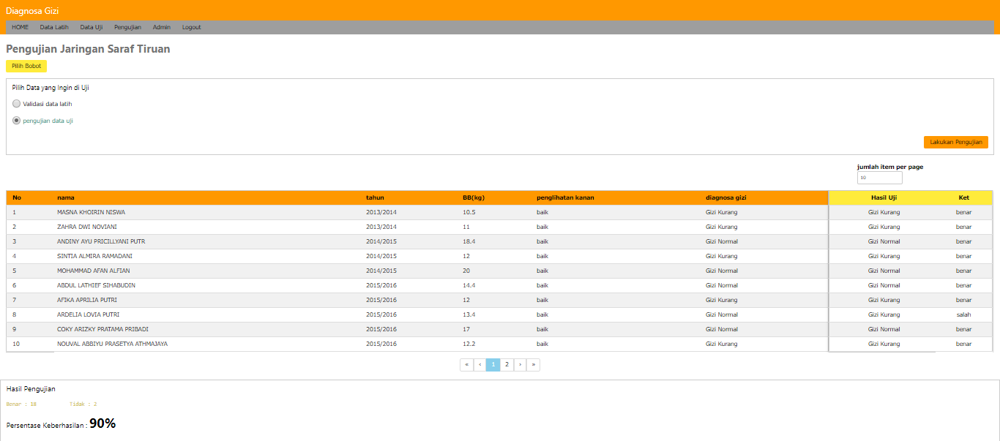 Diagnosa Gizi
HOME Data Latih Data Uji Pengujian Admin Logout
Pengujian Jaringan Saraf Tiruan
Pilih Bobot
Pilih Data yang Ingin di Uji
Validasi data latih
pengujian data uji
Lakukan Pengujian
jumlah item per page
10
No nama tahun BB(kg) penglihatan kanan diagnosa gizi Hasil Uji Ket
1 MASNA KHOIRIN NISWA 2013/2014 10.5 baik Gizi Kurang Gizi Kurang benar
2 ZAHRA DWI NOVIANI 2013/2014 11 baik Gizi Kurang Gizi Kurang benar
3 ANDINY AYU PRICILLYANI PUTR 2014/2015 18.4 baik Gizi Normal Gizi Normal benar
4 SINTIA ALMIRA RAMADANI 2014/2015 12 baik Gizi Kurang Gizi Kurang benar
5 MOHAMMAD AFAN ALFIAN 2014/2015 20 baik Gizi Normal Gizi Normal benar
6 ABDUL LATHIEF SIHABUDIN 2015/2016 14.4 baik Gizi Normal Gizi Normal benar
7 AFIKA APRILIA PUTRI 2015/2016 12 baik Gizi Kurang Gizi Kurang benar
8 ARDELIA LOVIA PUTRI 2015/2016 13.4 baik Gizi Normal Gizi Kurang salah
9 COKY ARIZKY PRATAMA PRIBADI 2015/2016 17 baik Gizi Normal Gizi Normal benar
10 NOUVAL ABBIYU PRASETYA ATHMAJAYA 2015/2016 12.2 baik Gizi Kurang Gizi Kurang benar
« ‹ 1 2 › »
Hasil Pengujian
Benar : 18 Tidak : 2
Persentase Keberhasilan : 90%